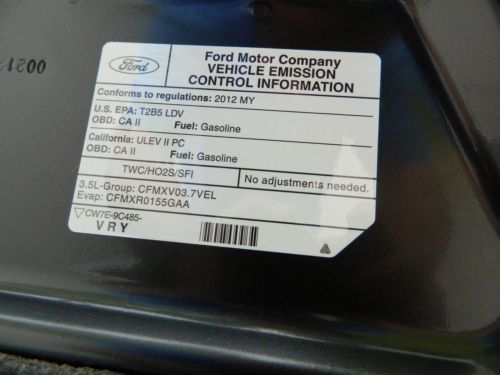 0021
Ford
Ford Motor Company
VEHICLE EMISSION
CONTROL INFORMATION
Conforms to regulations: 2012 MY
U.S. EPA: T2B5 LDV
OBD: CA II Fuel: Gasoline
California: ULEV II PC
OBD: CA II Fuel: Gasoline
TWC/HO2S/SFI
No adjustments needed.
3.5L-Group: CFMXV03.7VEL
Evap: CFMXR0155GAA
CW7E-9C485-
VRY